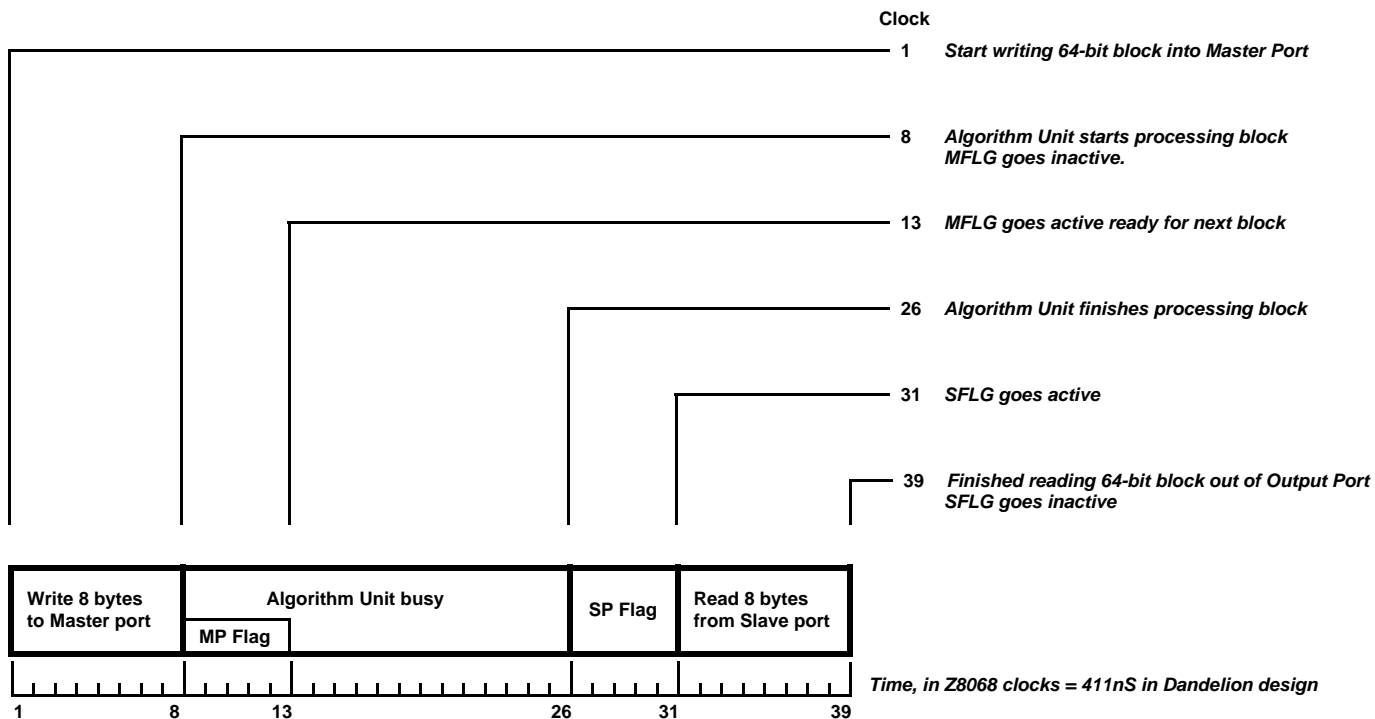 Clock
1 Start writing 64-bit block into Master Port
8 Algorithm Unit starts processing block
MFLG goes inactive.
13 MFLG goes active ready for next block
26 Algorithm Unit finishes processing block
31 SFLG goes active
39 Finished reading 64-bit block out of Output Port
SFLG goes inactive
Write 8 bytes
to Master port
Algorithm Unit busy
MP Flag
SP Flag
Read 8 bytes
from Slave port
Time, in Z8068 clocks = 411nS in Dandelion design
1 8 13 26 31 39